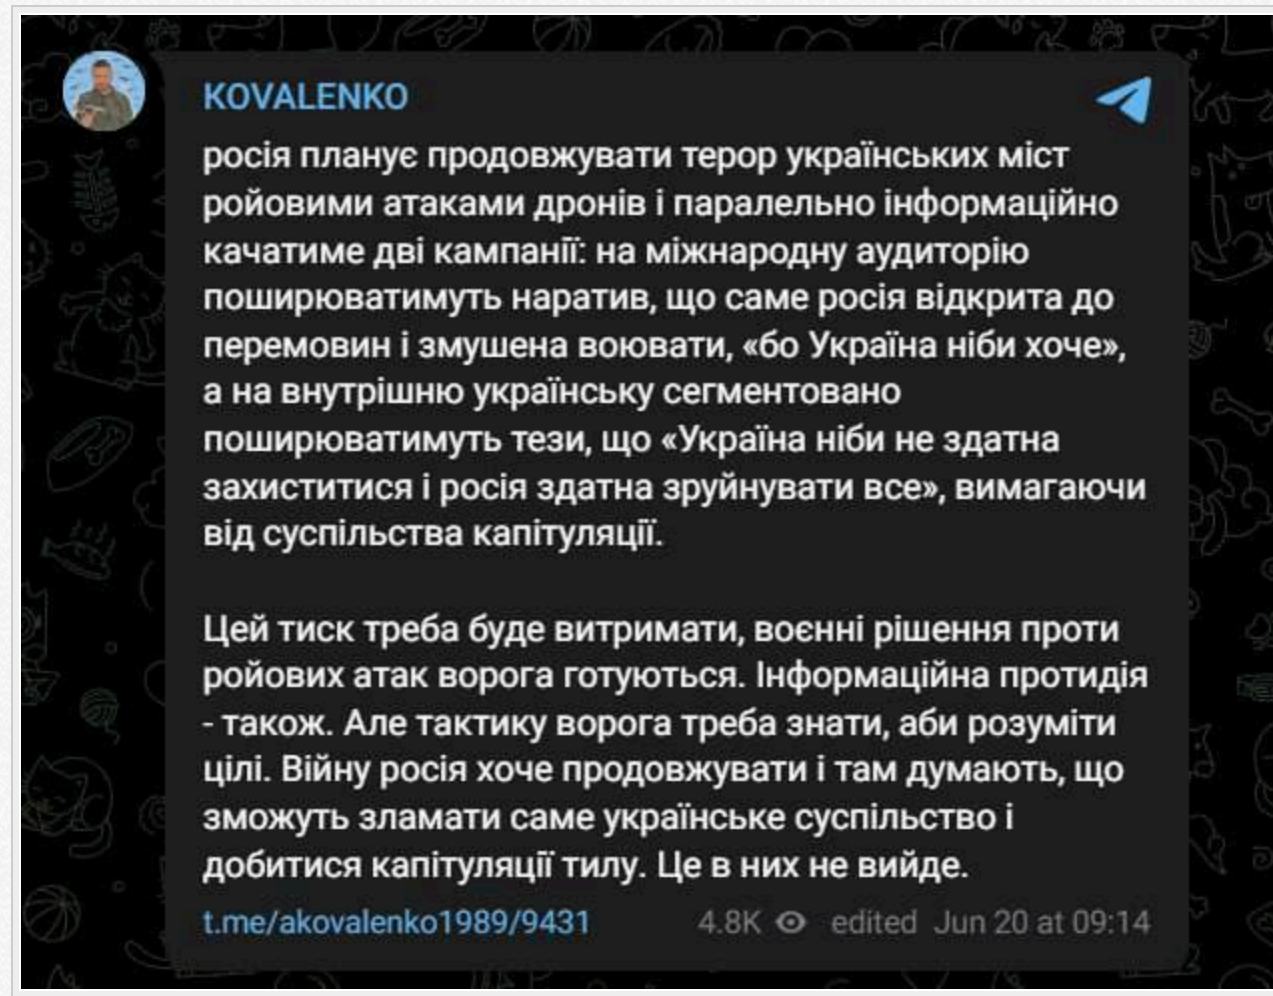 KOVALENKO
росія планує продовжувати терор українських міст
ройовими атаками дронів і паралельно інформаційно
качатиме дві кампанії: на міжнародну аудиторію
поширюватимуть наратив, що саме росія відкрита до
перемовин і змушена воювати, «бо Україна ніби хоче»,
а на внутрішню українську сегментовано
поширюватимуть тези, що «Україна ніби не здатна
захиститися і росія здатна зруйнувати все», вимагаючи
від суспільства капітуляції.
Цей тиск треба буде витримати, воєнні рішення проти
ройових атак ворога готуються. Інформаційна протидія
- також. Але тактику ворога треба знати, аби розуміти
цілі. Війну росія хоче продовжувати і там думають, що
зможуть зламати саме українське суспільство і
добитися капітуляції тилу. Це в них не вийде.
t.me/akovalenko1989/9431 4.8K edited Jun 20 at 09:14